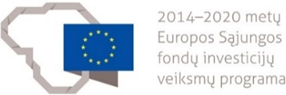 2014–2020 metų
Europos Sąjungos
fondų investicijų
veiksmų programa